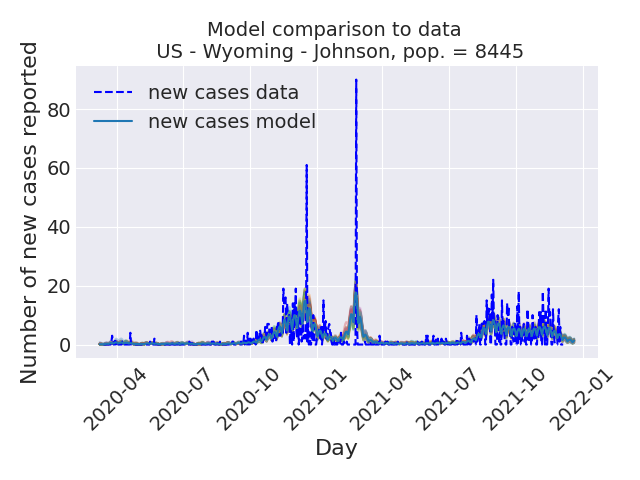 Model comparison to data
US - Wyoming - Johnson, pop. = 8445
Number of new cases reported
80
60
40
20
0
new cases data
new cases model
2020-04
2020-07
2020-10
2021-01
2021-04
2021-07
2021-10
2022-01
Day